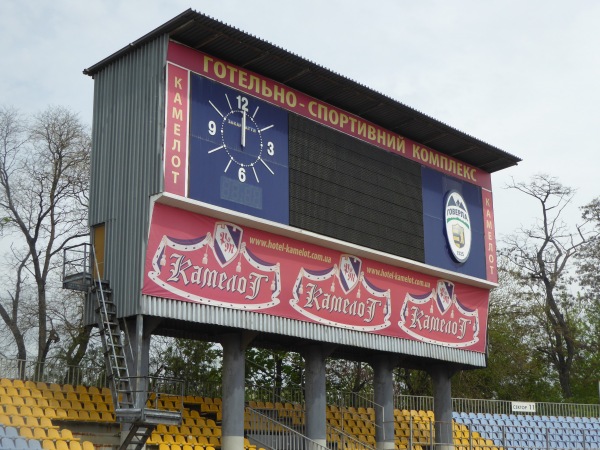 ГОТЕЛЬНО - СПОРТИВНИЙ КОМПЛЕКС
КАМЕЛОТ
12
9
3
6
ГОВЕРЛА
КАМЕЛОТ
www.hotel-kamelot.com.ua
www.hotel-kamelot.com.ua
Камелот
Камелот
Камелот